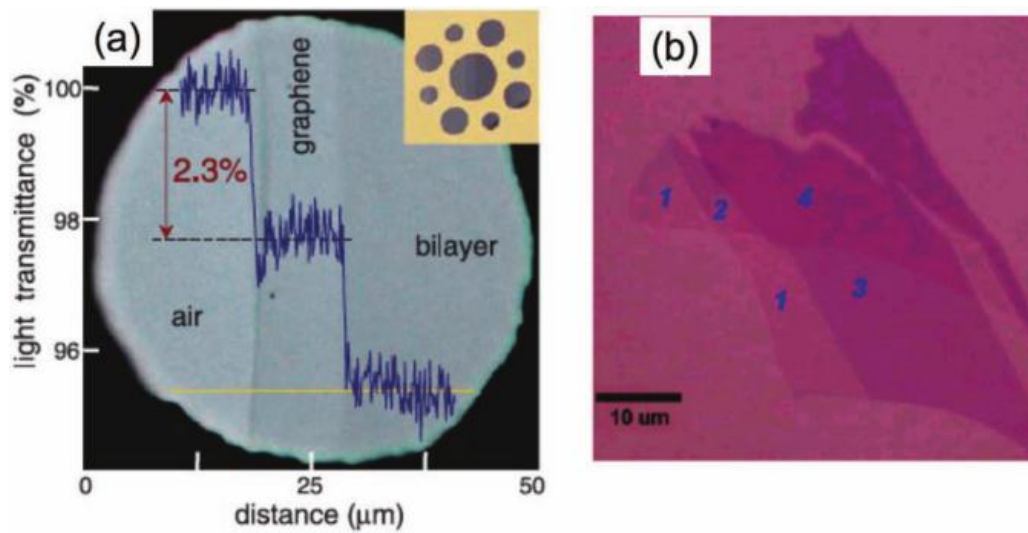 (a)
light transmittance (%)
100
98
96
2.3%
graphene
air
bilayer
0
25
50
distance (μm)
(b)
1
2
4
1
3
10 um